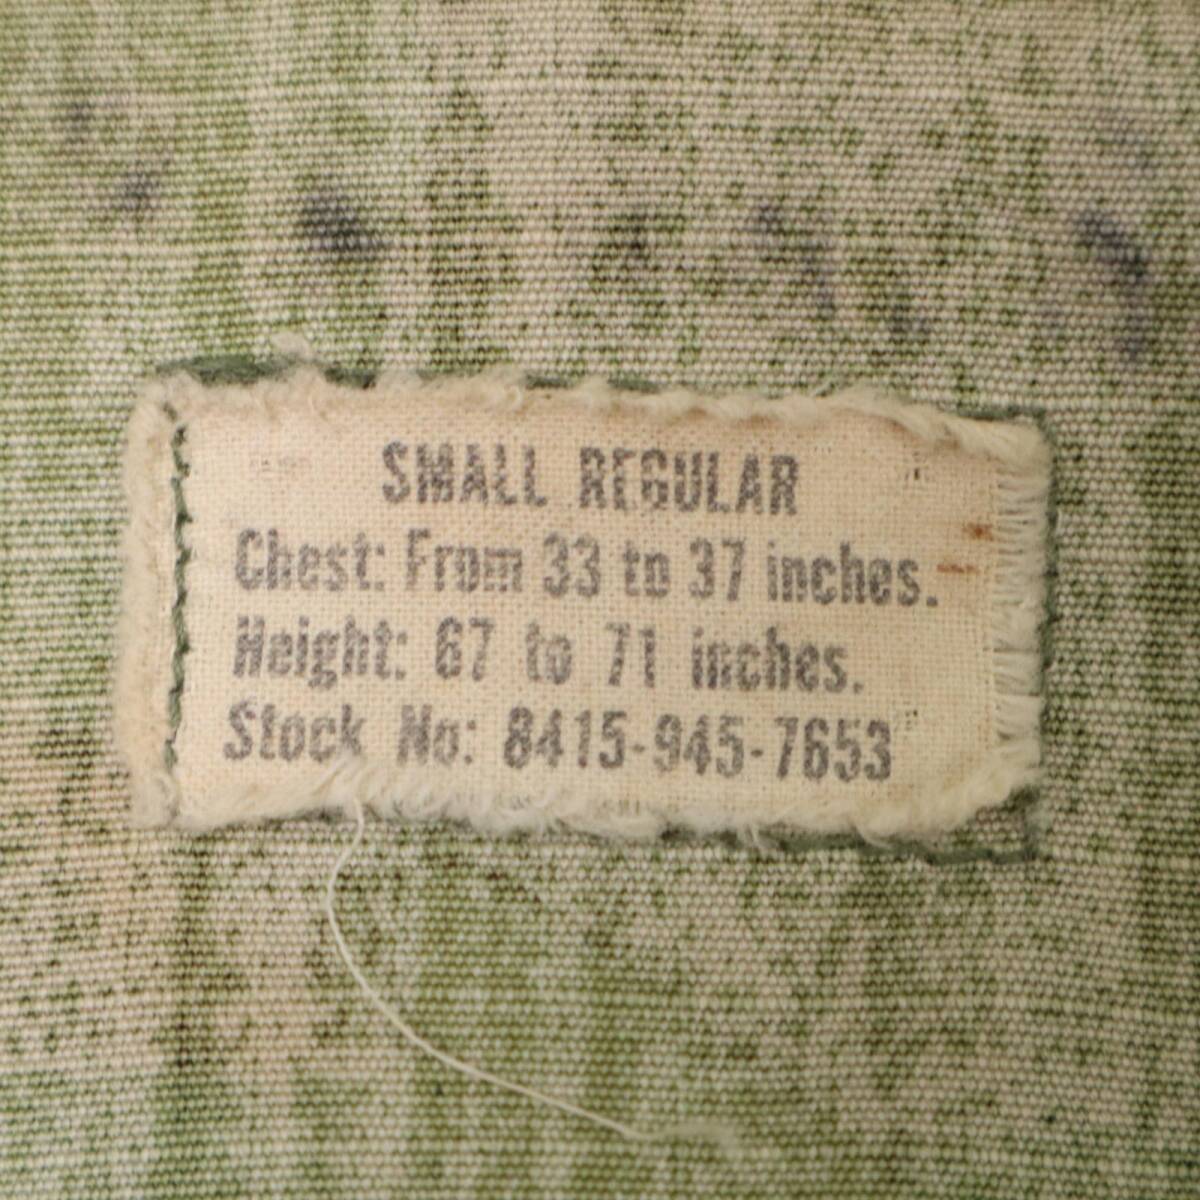 SMALL REGULAR
Chest: From 33 to 37 inches.
Height: 67 to 71 inches.
Stock No: 8415-945-7653